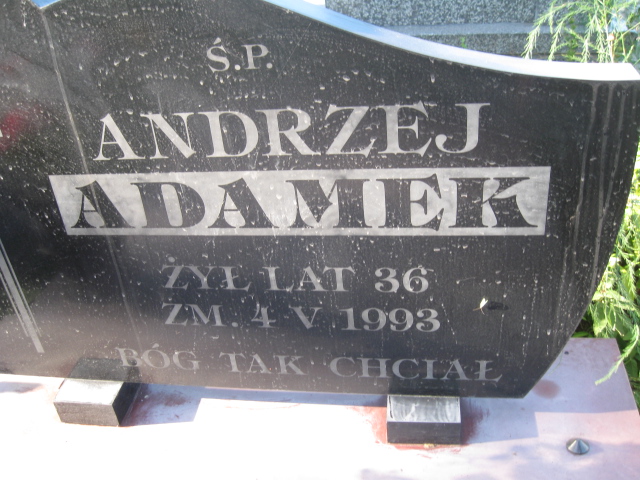 Ś.P.
ANDRZEJ
ADAMEK
ŻYŁ LAT 36
ZM. 4 V 1993
BÓG TAK CHCIAŁ